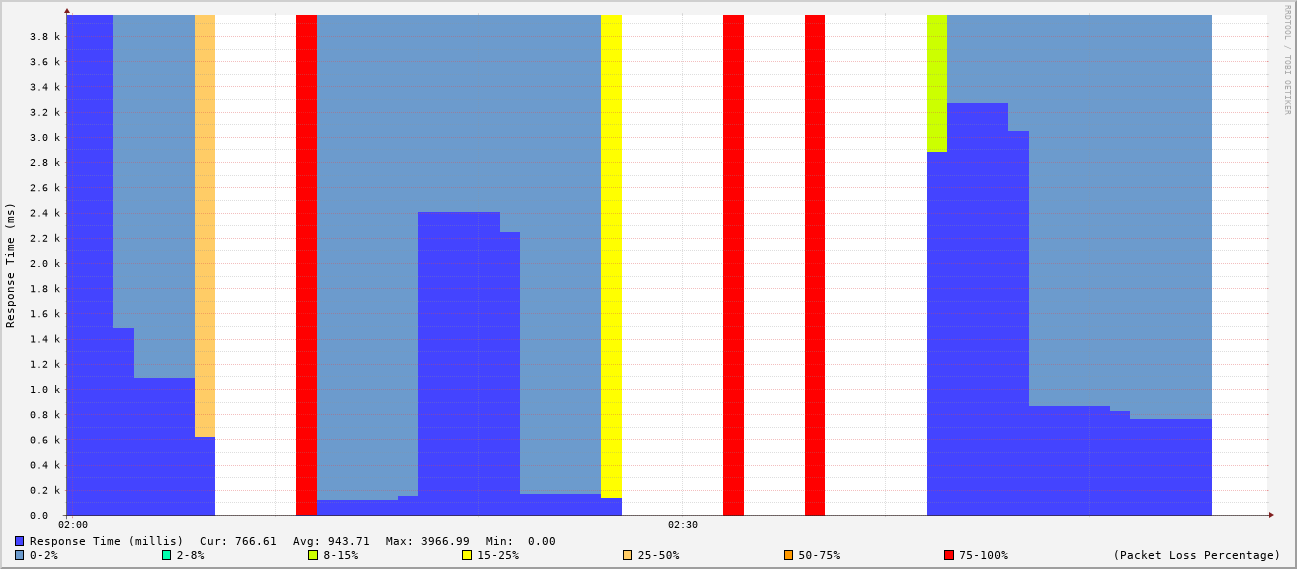 RRDTOOL / TOBI OETIKER
Response Time (ms)
3.8 k
3.6 k
3.4 k
3.2 k
3.0 k
2.8 k
2.6 k
2.4 k
2.2 k
2.0 k
1.8 k
1.6 k
1.4 k
1.2 k
1.0 k
0.8 k
0.6 k
0.4 k
0.2 k
0.0
02:00 02:30
Response Time (millis) Cur: 766.61 Avg: 943.71 Max: 3966.99 Min: 0.00
0-2% 2-8% 8-15% 15-25% 25-50% 50-75% 75-100% (Packet Loss Percentage)